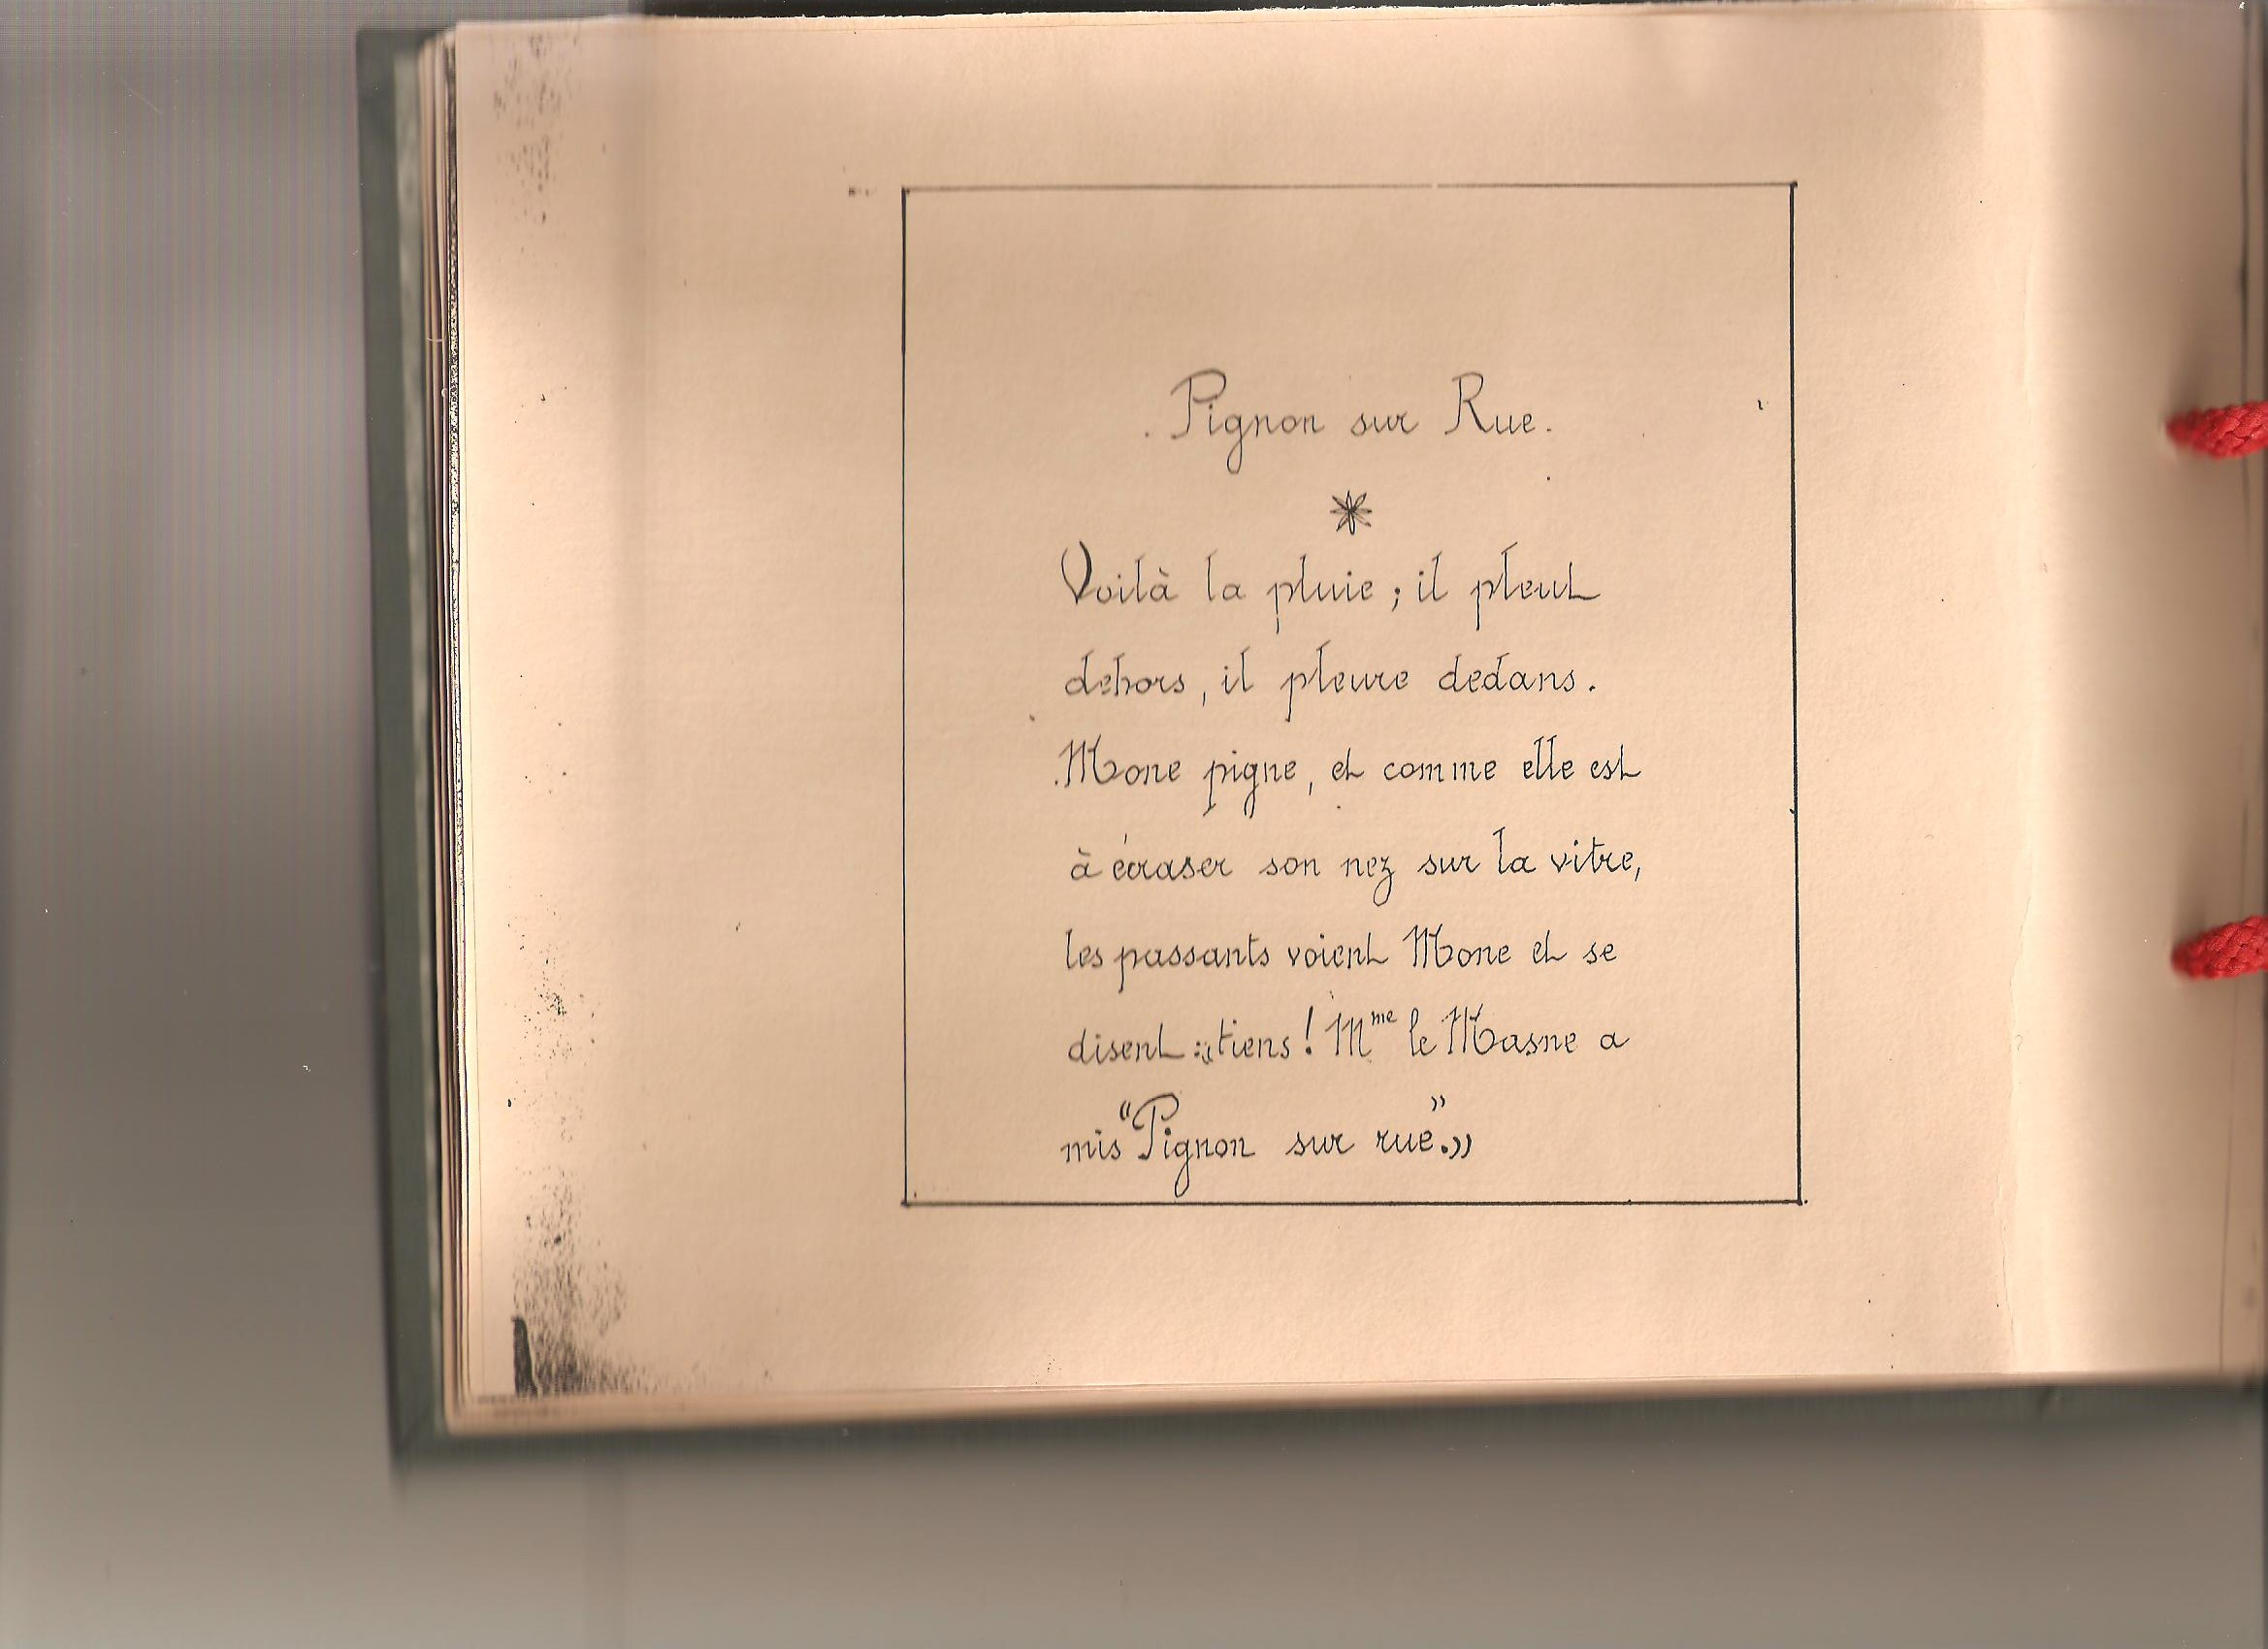 . Pignon sur Rue.
Voilà la pluie ; il pleut
dehors, il pleure dedans.
Mone pigne, et comme elle est
à écraser son nez sur la vitre,
les passants voient Mone et se
disent :« tiens ! Mme le Masne a
mis “Pignon sur rue”.»